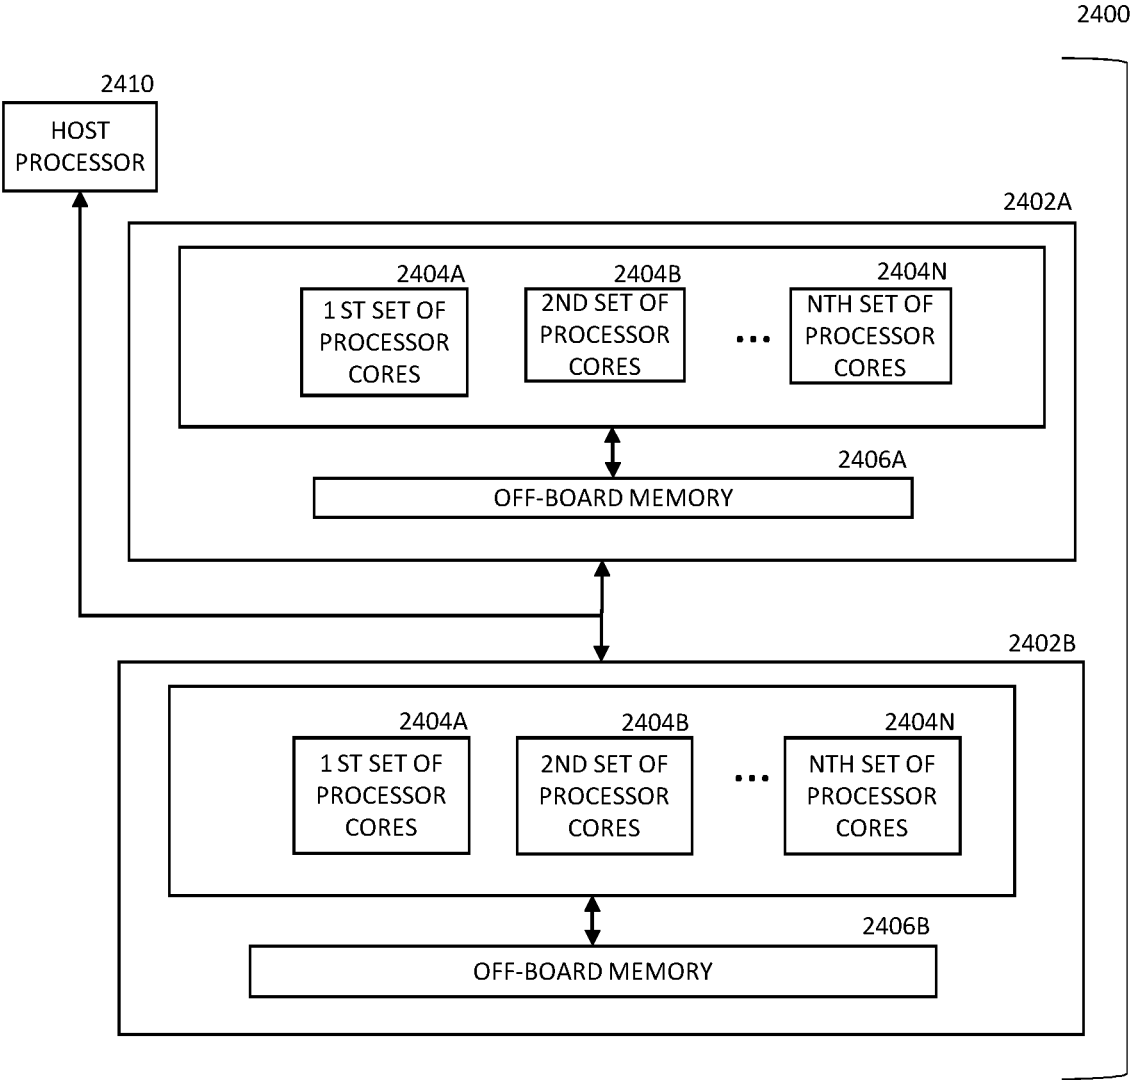 2400
2410
HOST
PROCESSOR
2402A
2404A
2404B
2404N
1 ST SET OF
PROCESSOR
CORES
2ND SET OF
PROCESSOR
CORES
...
NTH SET OF
PROCESSOR
CORES
2406A
OFF-BOARD MEMORY
2402B
2404A
2404B
2404N
1 ST SET OF
PROCESSOR
CORES
2ND SET OF
PROCESSOR
CORES
...
NTH SET OF
PROCESSOR
CORES
2406B
OFF-BOARD MEMORY